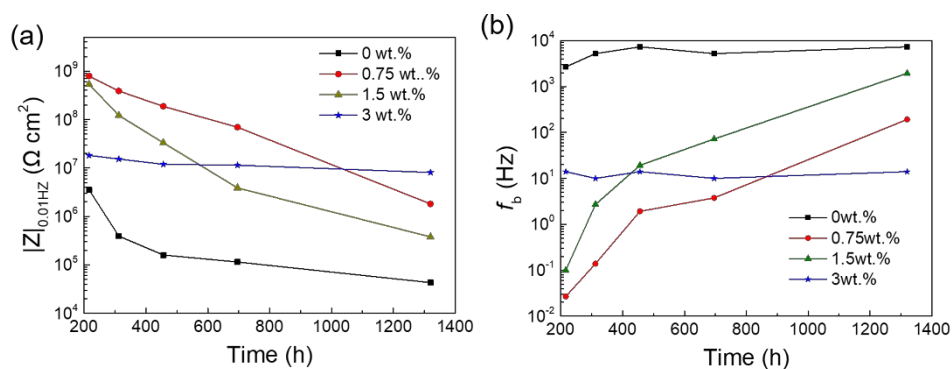 (a)
0 wt.%
0.75 wt..%
1.5 wt.%
3 wt.%
|Z|0.01HZ (Ω cm²)
10⁹
10⁸
10⁷
10⁶
10⁵
10⁴
200 400 600 800 1000 1200 1400
Time (h)
(b)
fb (Hz)
10⁴
10³
10²
10¹
10⁰
10⁻¹
10⁻²
0wt.%
0.75wt.%
1.5wt.%
3wt.%
200 400 600 800 1000 1200 1400
Time (h)